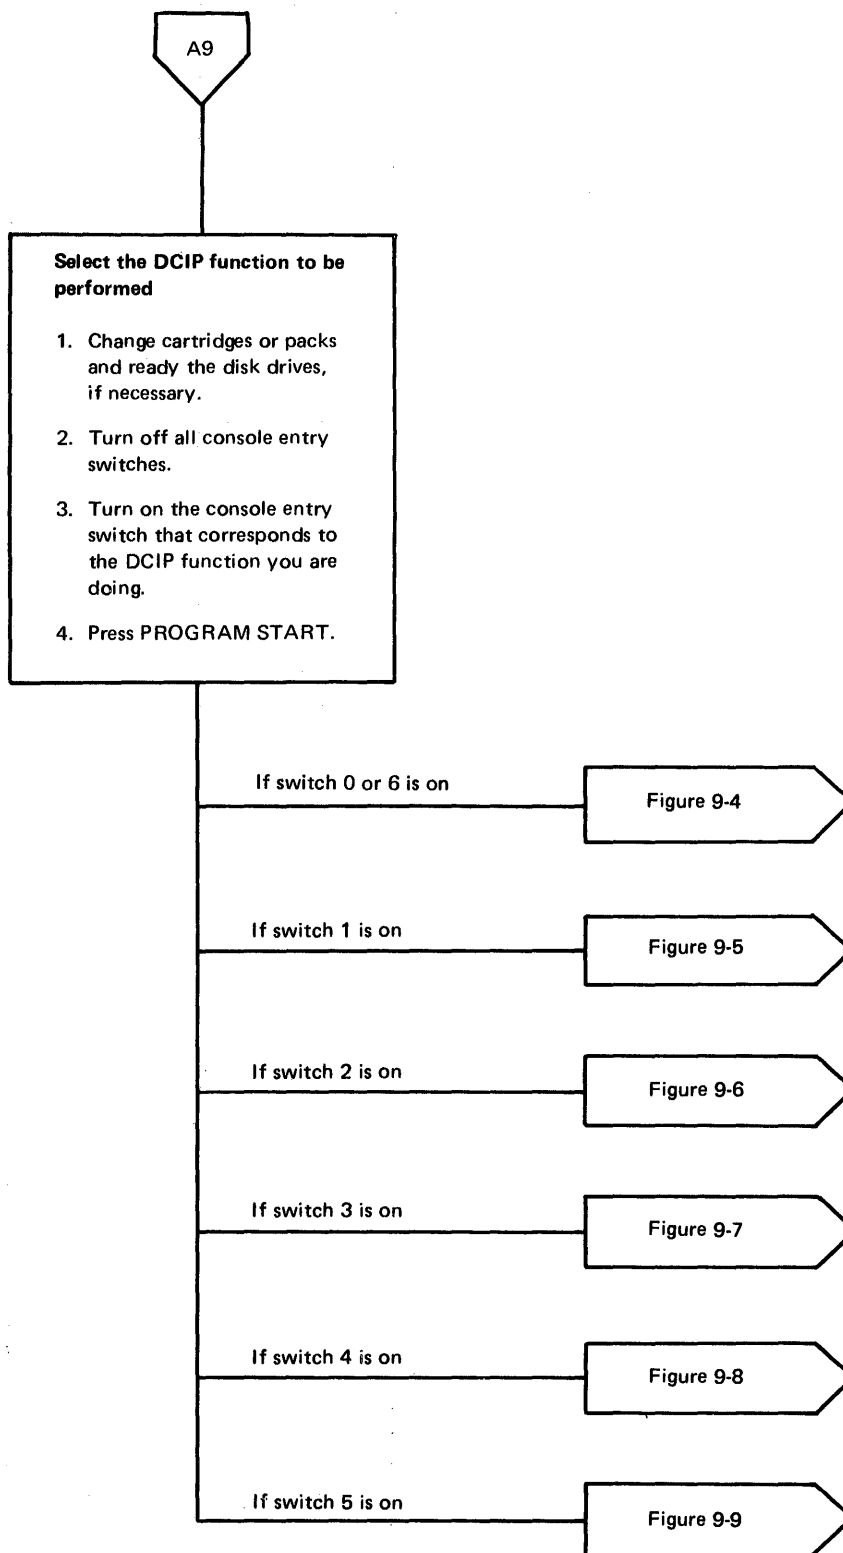 A9
Select the DCIP function to be
performed
1. Change cartridges or packs
and ready the disk drives,
if necessary.
2. Turn off all console entry
switches.
3. Turn on the console entry
switch that corresponds to
the DCIP function you are
doing.
4. Press PROGRAM START.
If switch 0 or 6 is on
Figure 9-4
If switch 1 is on
Figure 9-5
If switch 2 is on
Figure 9-6
If switch 3 is on
Figure 9-7
If switch 4 is on
Figure 9-8
If switch 5 is on
Figure 9-9